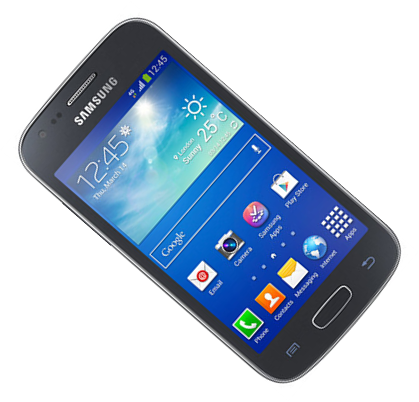 SAMSUNG
4G
12:45
12:45
Thu, March 14
London
Sunny
25°C
Google
Email
Camera
Samsung
Apps
Play Store
Phone
Contacts
Messaging
Internet
Apps